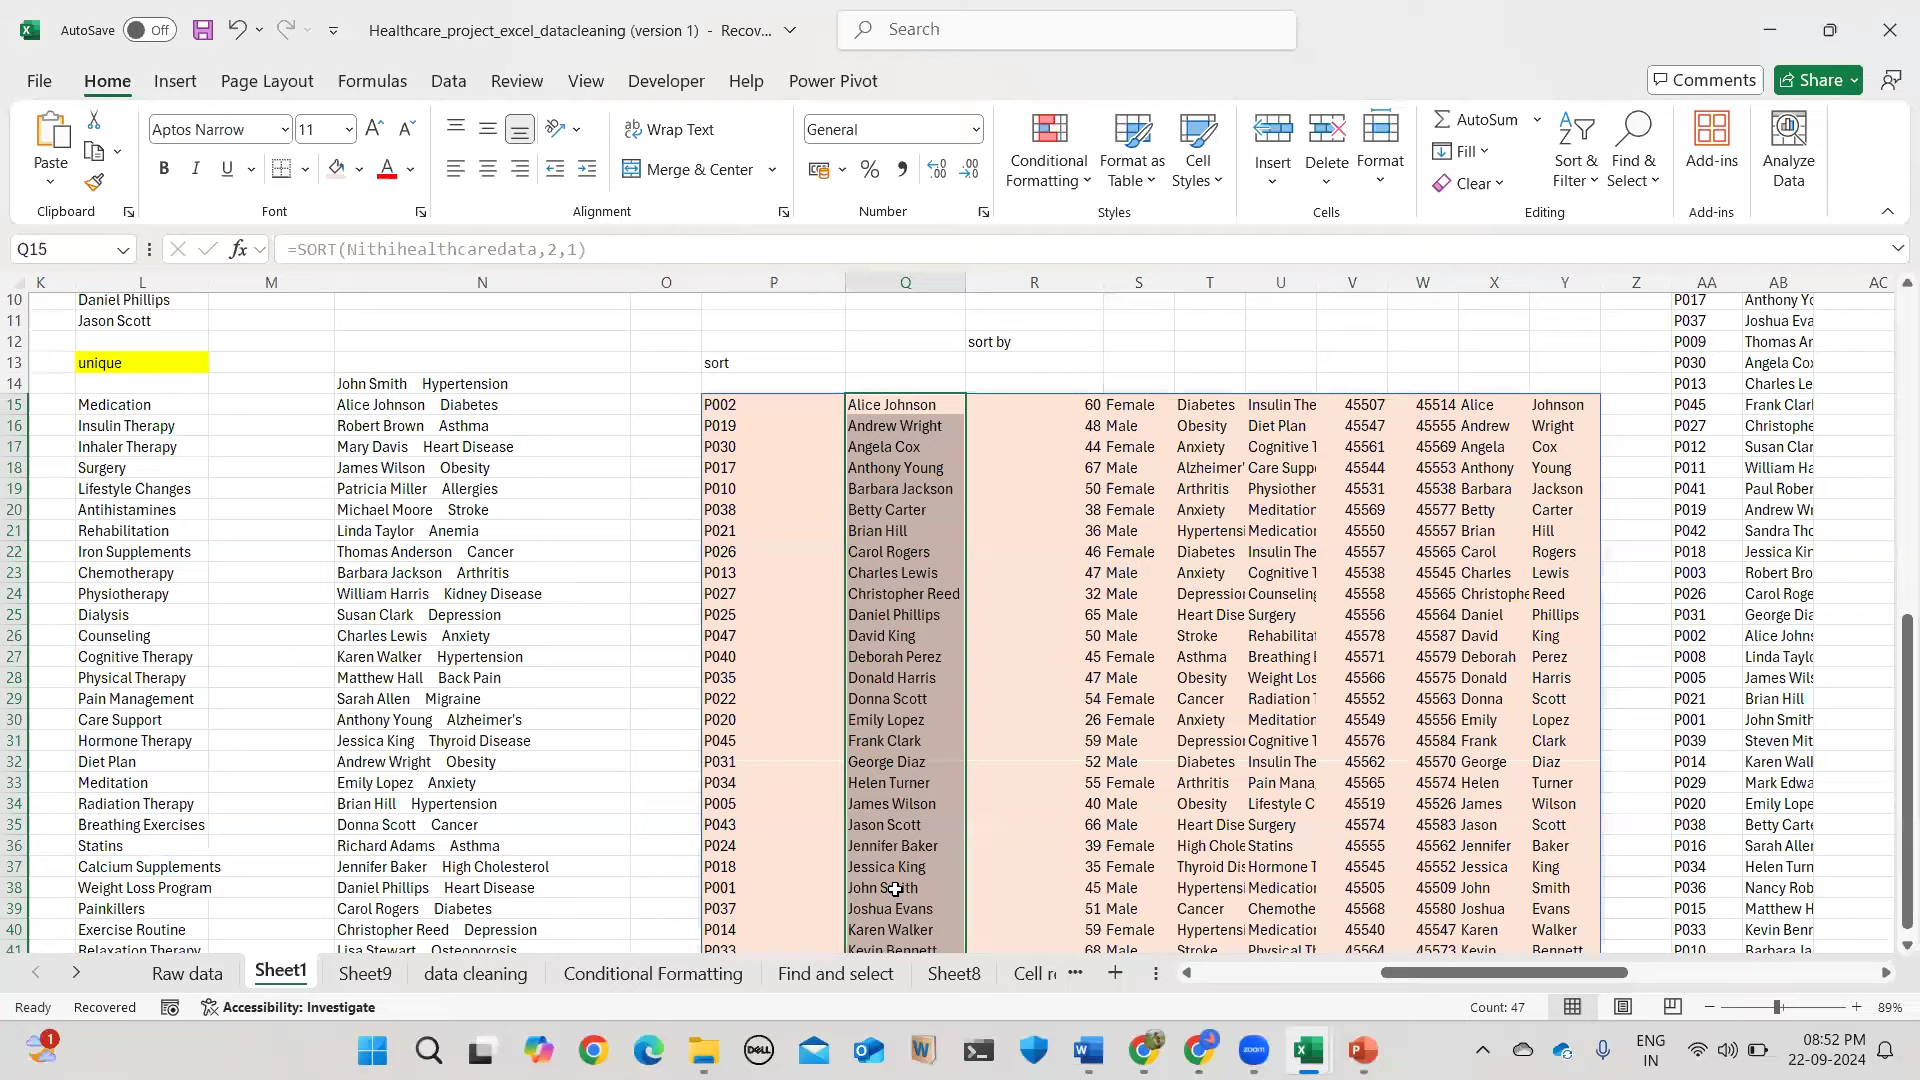 AutoSave Off Healthcare_project_excel_datacleaning (version 1) - Recov... Search
File Home Insert Page Layout Formulas Data Review View Developer Help Power Pivot Comments Share
Paste Aptos Narrow 11 Wrap Text General Conditional Format as Cell Insert Delete Format AutoSum Sort & Find & Add-ins Analyze
B I U Merge & Center Formatting Table Styles Fill Filter Select Data
Clear
Clipboard Font Alignment Number Styles Cells Editing Add-ins
Q15 fx =SORT(Nithihealthcaredata,2,1)
K L M N O P Q R S T U V W X Y Z AA AB AC
10 Daniel Phillips P017 Anthony Yo
11 Jason Scott P037 Joshua Eva
12 sort by P009 Thomas An
13 unique sort P030 Angela Cox
14 John Smith Hypertension P013 Charles Le
15 Medication Alice Johnson Diabetes P002 Alice Johnson 60 Female Diabetes Insulin The 45507 45514 Alice Johnson P045 Frank Clark
16 Insulin Therapy Robert Brown Asthma P019 Andrew Wright 48 Male Obesity Diet Plan 45547 45555 Andrew Wright P027 Christophe
17 Inhaler Therapy Mary Davis Heart Disease P030 Angela Cox 44 Female Anxiety Cognitive T 45561 45569 Angela Cox P012 Susan Clar
18 Surgery James Wilson Obesity P017 Anthony Young 67 Male Alzheimer' Care Supp 45544 45553 Anthony Young P011 William Ha
19 Lifestyle Changes Patricia Miller Allergies P010 Barbara Jackson 50 Female Arthritis Physiother 45531 45538 Barbara Jackson P041 Paul Rober
20 Antihistamines Michael Moore Stroke P038 Betty Carter 38 Female Anxiety Meditation 45569 45577 Betty Carter P019 Andrew Wr
21 Rehabilitation Linda Taylor Anemia P021 Brian Hill 36 Male Hypertensi Medication 45550 45557 Brian Hill P042 Sandra Tho
22 Iron Supplements Thomas Anderson Cancer P026 Carol Rogers 46 Female Diabetes Insulin The 45557 45565 Carol Rogers P018 Jessica Kin
23 Chemotherapy Barbara Jackson Arthritis P013 Charles Lewis 47 Male Anxiety Cognitive T 45538 45545 Charles Lewis P003 Robert Bro
24 Physiotherapy William Harris Kidney Disease P027 Christopher Reed 32 Male Depression Counseling 45558 45565 Christophe Reed P026 Carol Roge
25 Dialysis Susan Clark Depression P025 Daniel Phillips 65 Male Heart Dise Surgery 45556 45564 Daniel Phillips P031 George Dia
26 Counseling Charles Lewis Anxiety P047 David King 50 Male Stroke Rehabilitat 45578 45587 David King P002 Alice Johns
27 Cognitive Therapy Karen Walker Hypertension P040 Deborah Perez 45 Female Asthma Breathing E 45571 45579 Deborah Perez P008 Linda Taylo
28 Physical Therapy Matthew Hall Back Pain P035 Donald Harris 47 Male Obesity Weight Los 45566 45575 Donald Harris P005 James Wils
29 Pain Management Sarah Allen Migraine P022 Donna Scott 54 Female Cancer Radiation T 45552 45563 Donna Scott P021 Brian Hill
30 Care Support Anthony Young Alzheimer's P020 Emily Lopez 26 Female Anxiety Meditation 45549 45556 Emily Lopez P001 John Smith
31 Hormone Therapy Jessica King Thyroid Disease P045 Frank Clark 59 Male Depression Cognitive T 45576 45584 Frank Clark P039 Steven Mit
32 Diet Plan Andrew Wright Obesity P031 George Diaz 52 Male Diabetes Insulin The 45562 45570 George Diaz P014 Karen Walk
33 Meditation Emily Lopez Anxiety P034 Helen Turner 55 Female Arthritis Pain Mana 45565 45574 Helen Turner P029 Mark Edwa
34 Radiation Therapy Brian Hill Hypertension P005 James Wilson 40 Male Obesity Lifestyle C 45519 45526 James Wilson P020 Emily Lope
35 Breathing Exercises Donna Scott Cancer P043 Jason Scott 66 Male Heart Dise Surgery 45574 45583 Jason Scott P038 Betty Carte
36 Statins Richard Adams Asthma P024 Jennifer Baker 39 Female High Chole Statins 45555 45562 Jennifer Baker P016 Sarah Aller
37 Calcium Supplements Jennifer Baker High Cholesterol P018 Jessica King 35 Female Thyroid Dis Hormone T 45545 45552 Jessica King P034 Helen Turn
38 Weight Loss Program Daniel Phillips Heart Disease P001 John Smith 45 Male Hypertensi Medication 45505 45509 John Smith P036 Nancy Rob
39 Painkillers Carol Rogers Diabetes P037 Joshua Evans 51 Male Cancer Chemothe 45568 45580 Joshua Evans P015 Matthew H
40 Exercise Routine Christopher Reed Depression P014 Karen Walker 59 Female Hypertensi Medication 45540 45547 Karen Walker P033 Kevin Benn
41 Relaxation Therapy Lisa Stewart Osteoporosis P033 Kevin Bennett 68 Male Stroke Physical Th 45564 45573 Kevin Bennett P010 Barbara Ja
Raw data Sheet1 Sheet9 data cleaning Conditional Formatting Find and select Sheet8 Cell re
Ready Recovered Accessibility: Investigate Count: 47 89%
1 DELL W zoom ENG IN 08:52 PM 22-09-2024